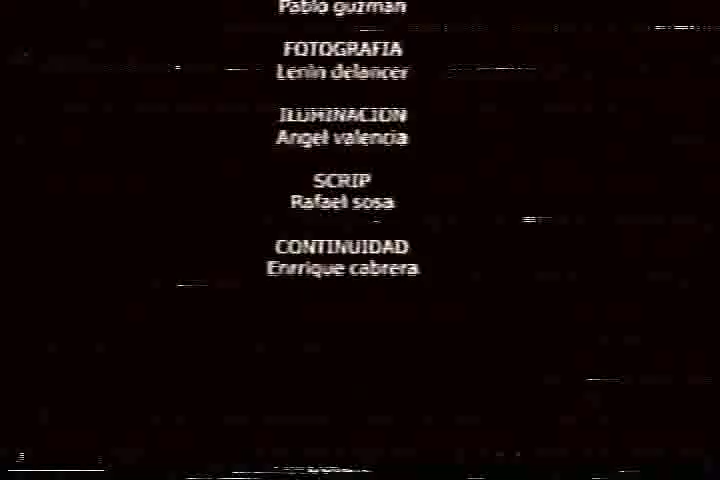 Pablo guzman
FOTOGRAFIA
Lenin delancer
ILUMINACION
Angel valencia
SCRIP
Rafael sosa
CONTINUIDAD
Enrrique cabrera